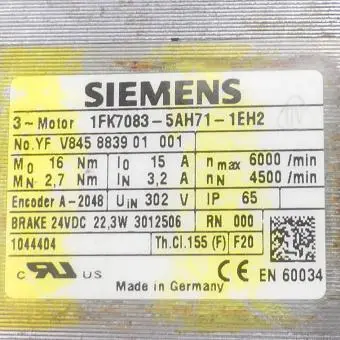 SIEMENS
3~Motor 1FK7083-5AH71-1EH2
No.YF V845 8839 01 001
M0 16 Nm I0 15 A nmax 6000 /min
MN 2,7 Nm IN 3,2 A nN 4500 /min
Encoder A-2048 UIN 302 V IP 65
BRAKE 24VDC 22,3W 3012506 RN 000
1044404 Th.Cl.155 (F) F20
c RU US CE EN 60034
Made in Germany